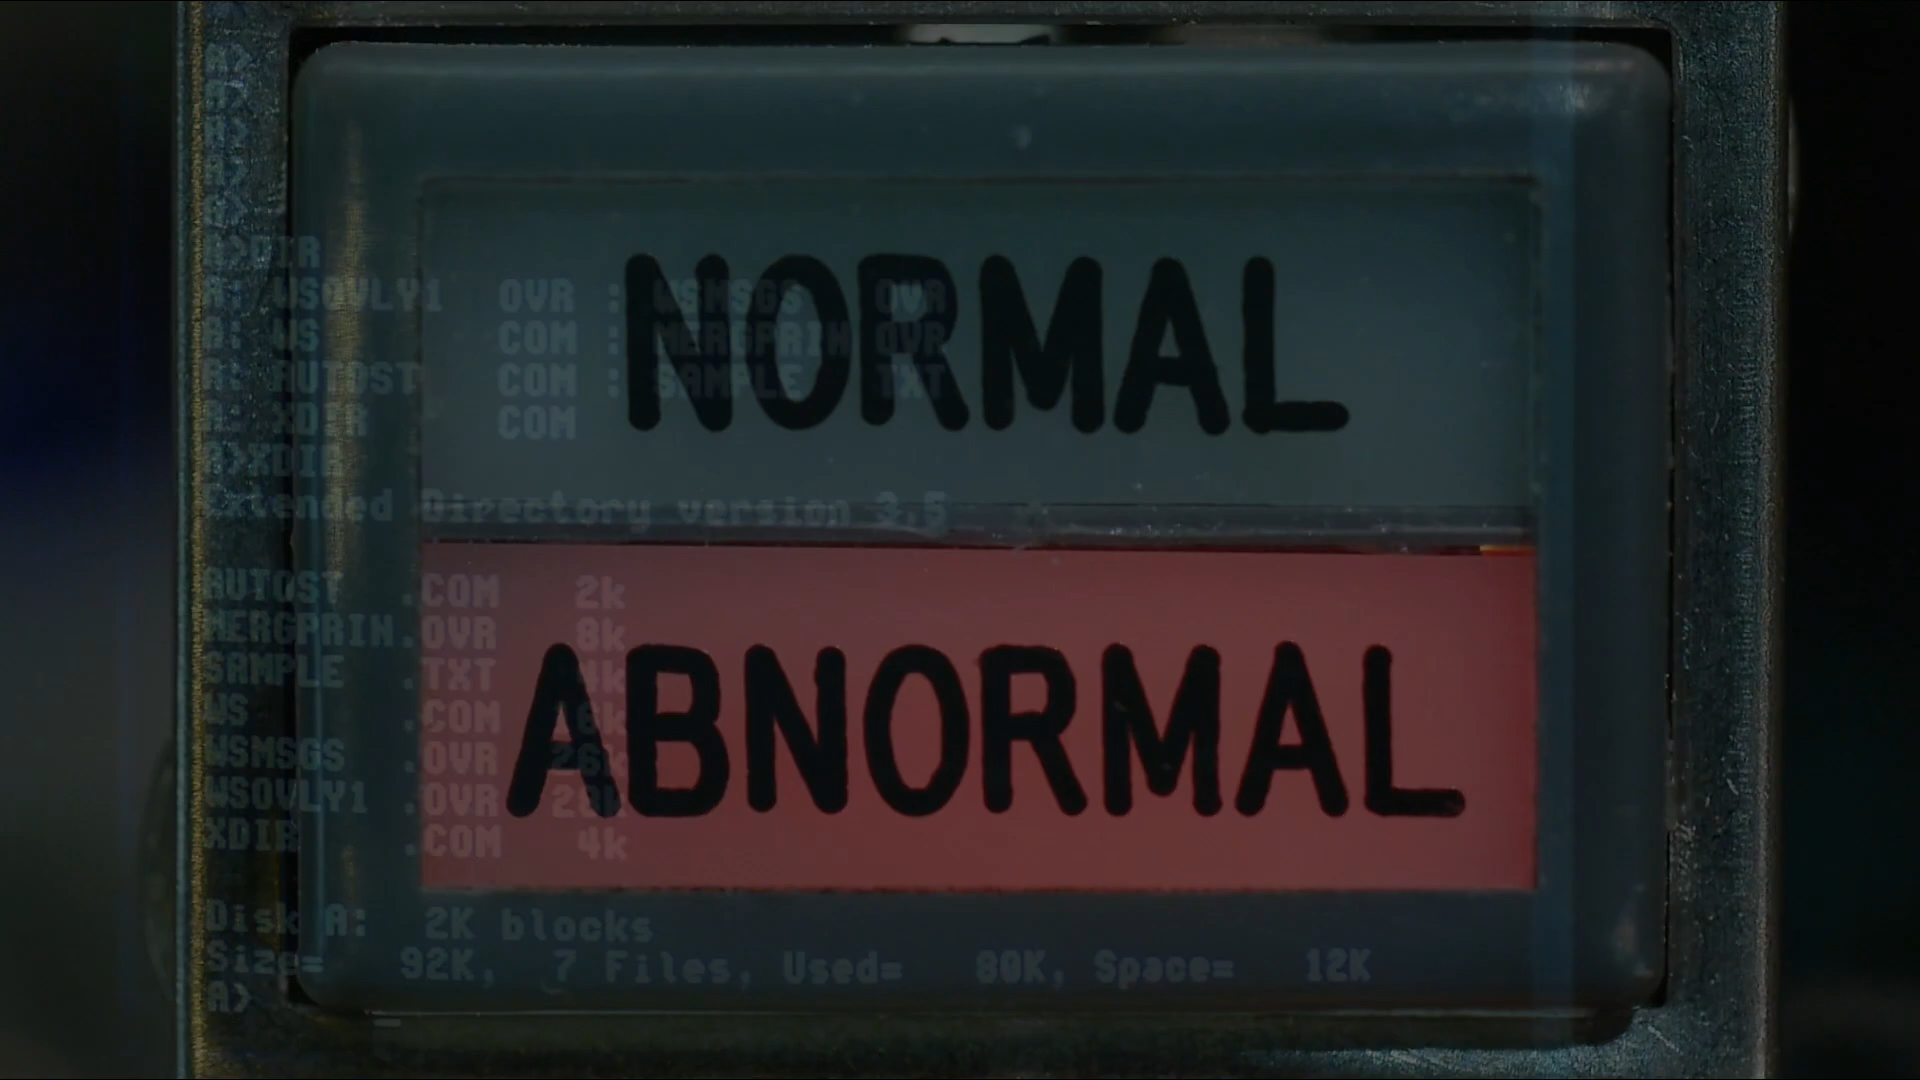 A>
A>
A>
A>
A>
A>DIR
A: WSOVLY1 OVR : WSMSGS OVR
A: WS COM : MERGPRIN OVR
A: AUTOST COM : SAMPLE TXT
A: XDIR COM
A>XDIR
Extended Directory version 3.5
AUTOST .COM 2k
MERGPRIN.OVR 8k
SAMPLE .TXT 4k
WS .COM
WSMSGS .OVR
WSOVLY1 .OVR 28k
XDIR .COM 4k
Disk A: 2K blocks
Size= 92K, 7 Files, Used= 80K, Space= 12K
A>
NORMAL
ABNORMAL